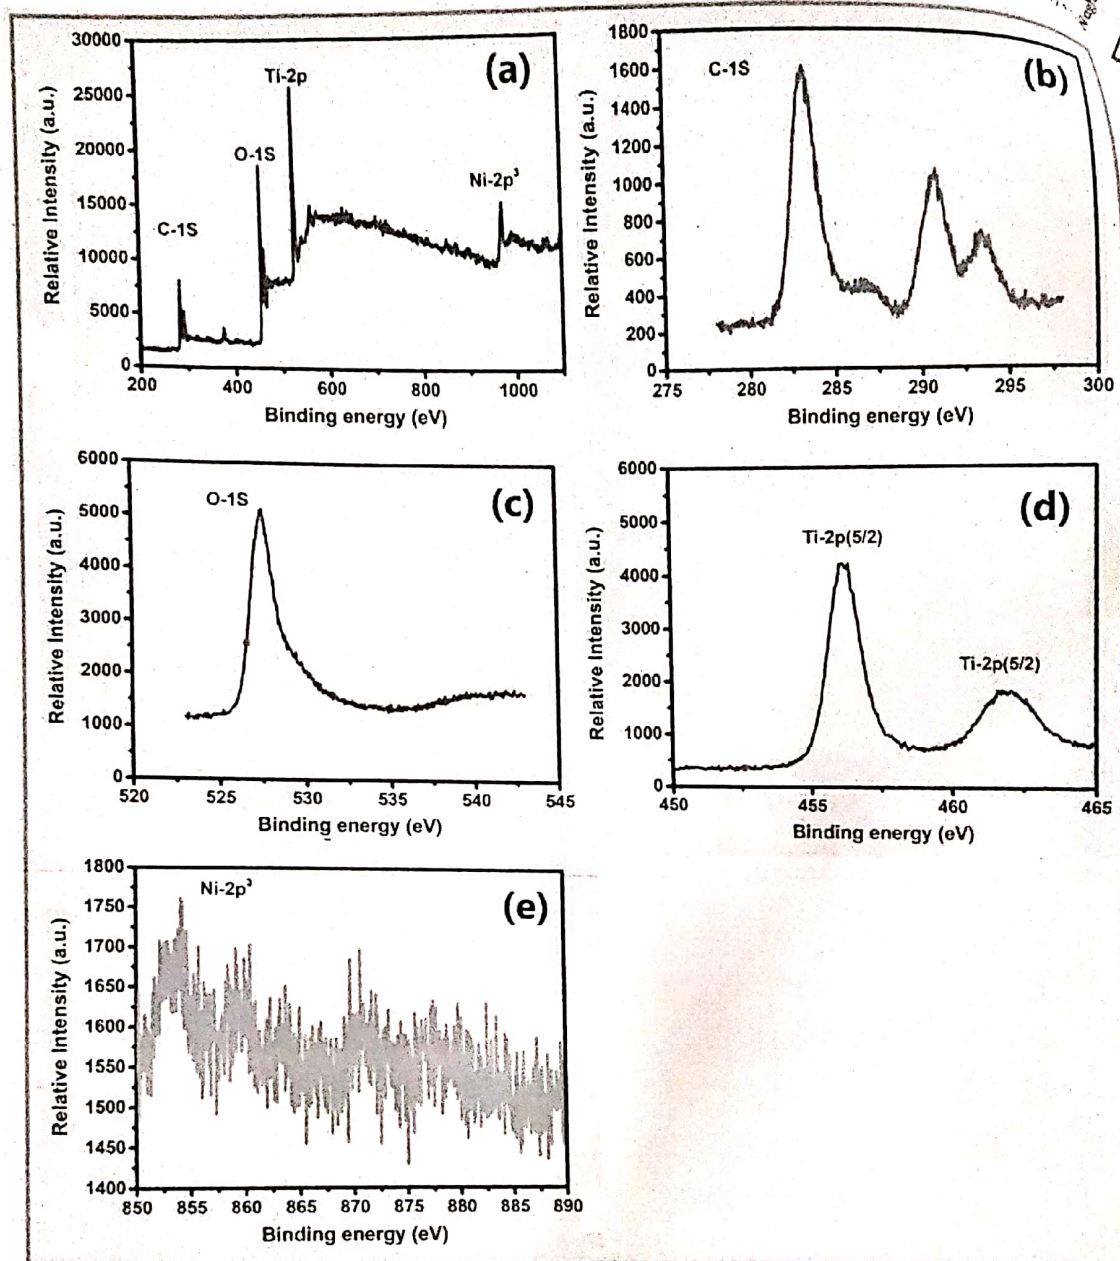 (a)
Relative Intensity (a.u.)
30000
25000
20000
15000
10000
5000
0
C-1S
O-1S
Ti-2p
Ni-2p³
200 400 600 800 1000
Binding energy (eV)
(b)
Relative Intensity (a.u.)
1800
1600
1400
1200
1000
800
600
400
200
0
C-1S
275 280 285 290 295 300
Binding energy (eV)
(c)
Relative Intensity (a.u.)
6000
5000
4000
3000
2000
1000
0
O-1S
520 525 530 535 540 545
Binding energy (eV)
(d)
Relative Intensity (a.u.)
6000
5000
4000
3000
2000
1000
0
Ti-2p(5/2)
Ti-2p(5/2)
450 455 460 465
Binding energy (eV)
(e)
Relative Intensity (a.u.)
1800
1750
1700
1650
1600
1550
1500
1450
1400
Ni-2p³
850 855 860 865 870 875 880 885 890
Binding energy (eV)